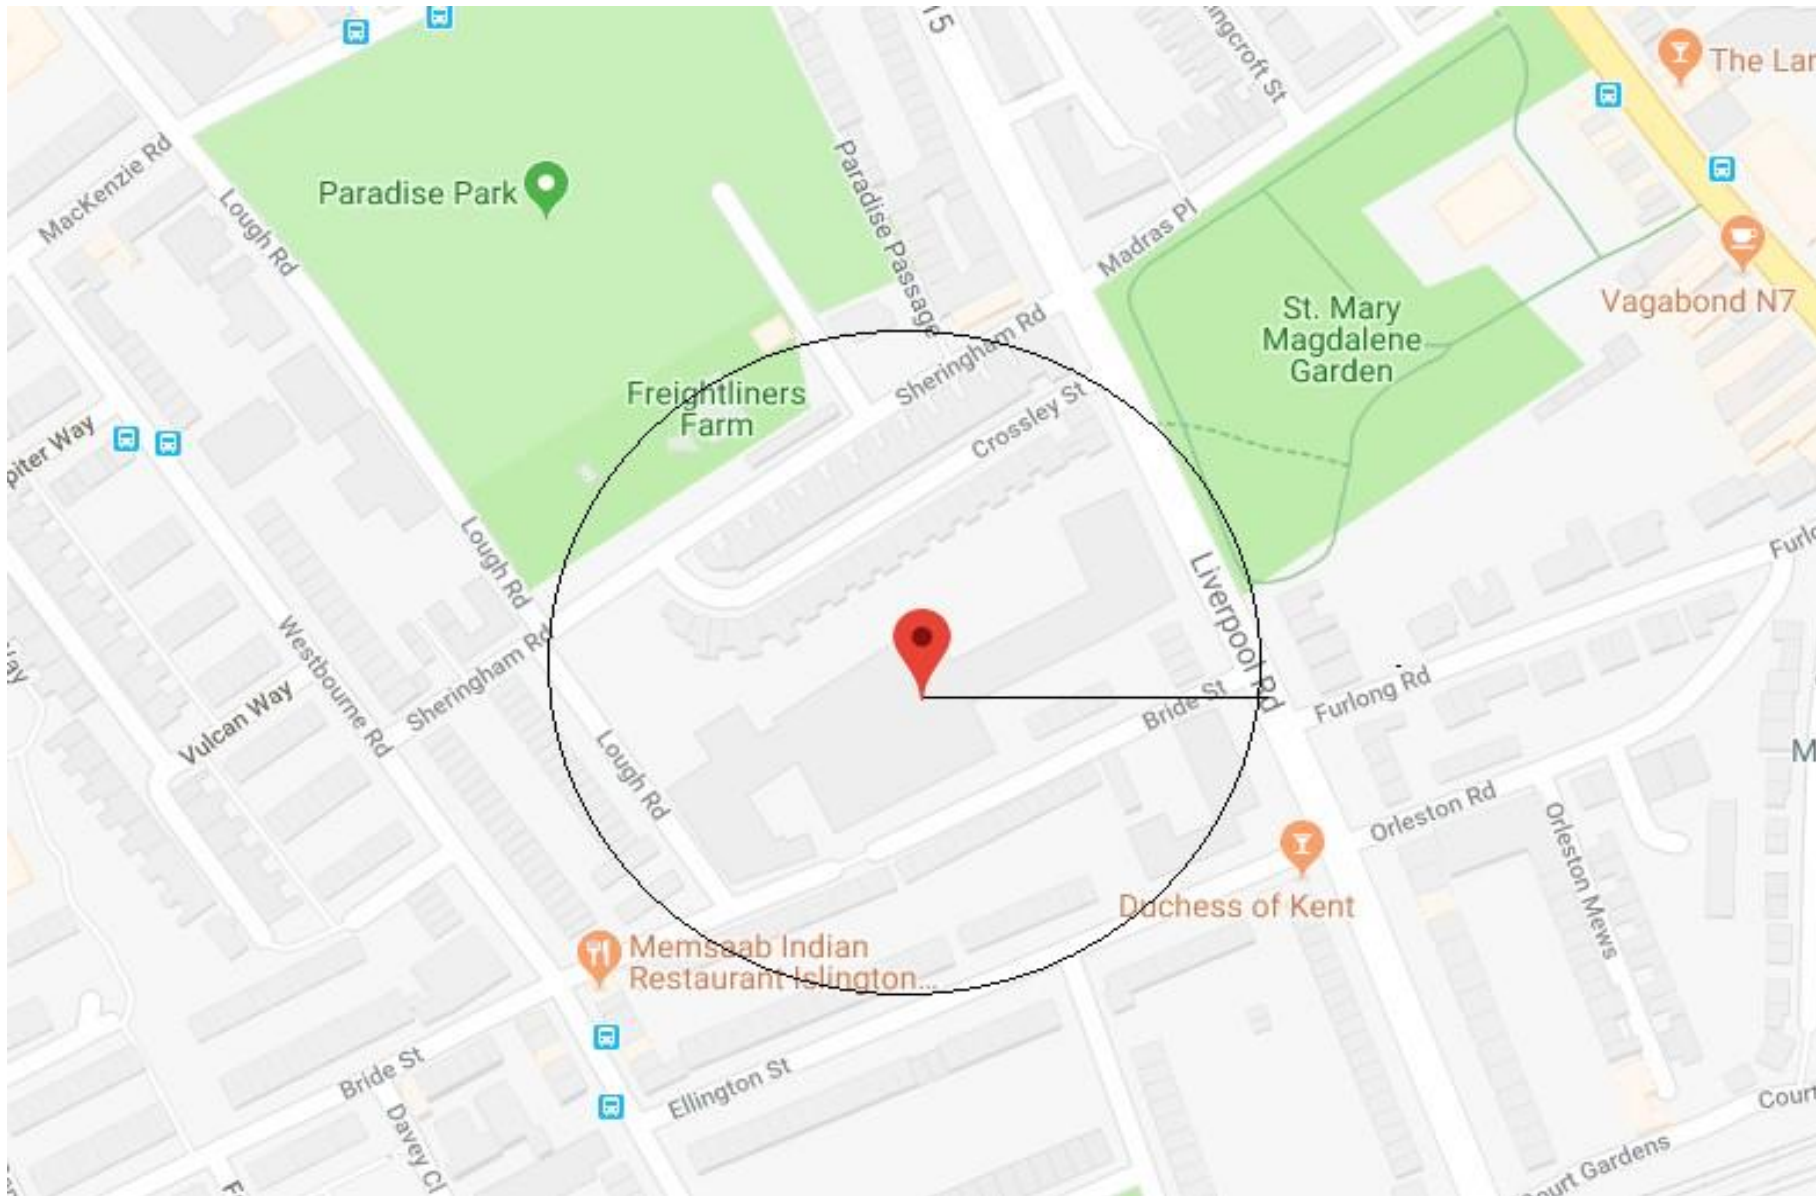 15
ngcroft St
The Lar
MacKenzie Rd
Paradise Park
Paradise Passage
Lough Rd
Madras Pl
St. Mary
Magdalene
Garden
Vagabond N7
Sheringham Rd
Freightliners
Farm
Crossley St
piter Way
Lough Rd
Furlo
Liverpool Rd
Westbourne Rd
Sheringham Rd
Vulcan Way
Bride St
Furlong Rd
Lough Rd
M
Orleston Rd
Orleston Mews
Duchess of Kent
Memsaab Indian
Restaurant Islington...
Bride St
Ellington St
Davey Cl
Court
ourt Gardens